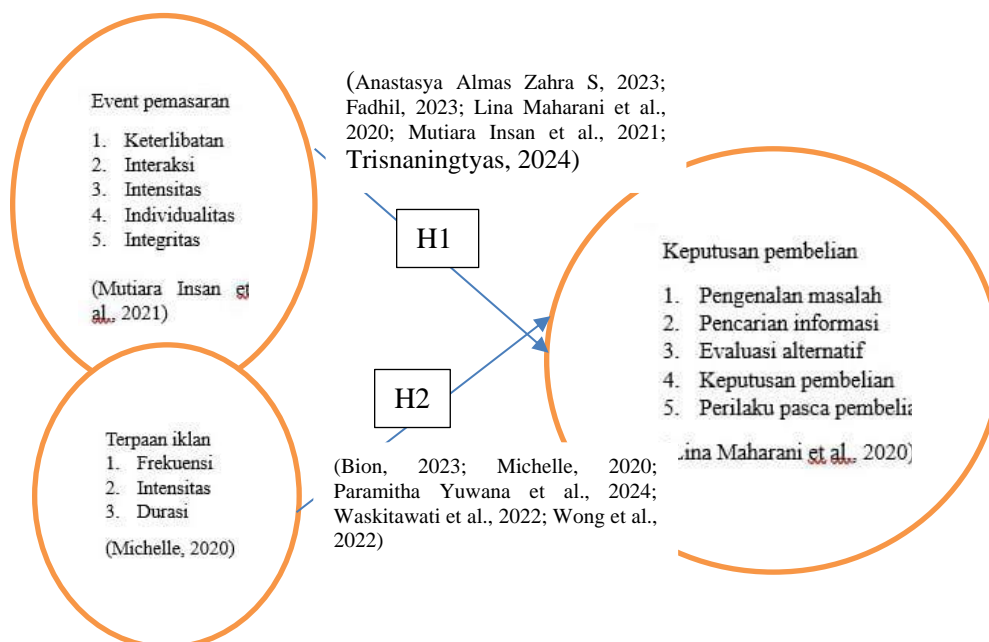 Event pemasaran
1. Keterlibatan
2. Interaksi
3. Intensitas
4. Individualitas
5. Integritas
(Mutiara Insan et
al., 2021)
(Anastasya Almas Zahra S, 2023;
Fadhil, 2023; Lina Maharani et al.,
2020; Mutiara Insan et al., 2021;
Trisnaningtyas, 2024)
H1
Keputusan pembelian
1. Pengenalan masalah
2. Pencarian informasi
3. Evaluasi alternatif
4. Keputusan pembelian
5. Perilaku pasca pembelia
ina Maharani et al., 2020)
H2
Terpaan iklan
1. Frekuensi
2. Intensitas
3. Durasi
(Michelle, 2020)
(Bion, 2023; Michelle, 2020;
Paramitha Yuwana et al., 2024;
Waskitawati et al., 2022; Wong et al.,
2022)